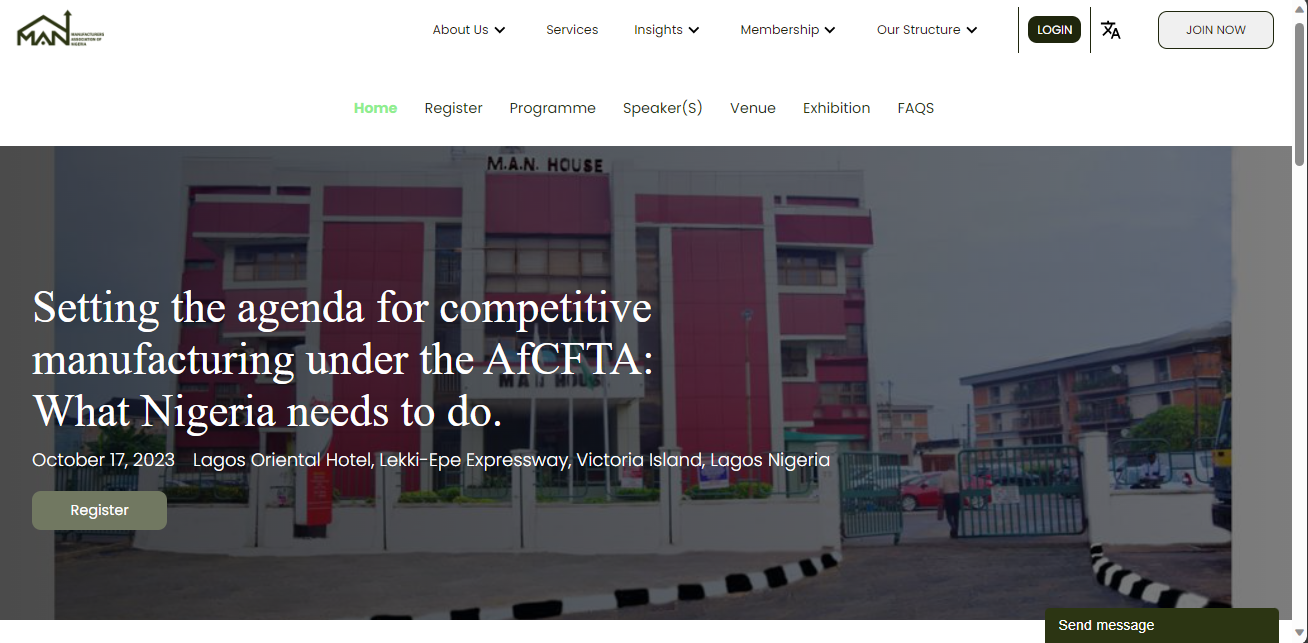 MAN MANUFACTURERS
ASSOCIATION OF
NIGERIA
About Us
Services
Insights
Membership
Our Structure
LOGIN
JOIN NOW
Home
Register
Programme
Speaker(S)
Venue
Exhibition
FAQS
M.A.N. HOUSE
Setting the agenda for competitive
manufacturing under the AfCFTA:
MAN HOUSE
What Nigeria needs to do.
October 17, 2023 Lagos Oriental Hotel, Lekki-Epe Expressway, Victoria Island, Lagos Nigeria
Register
Send message